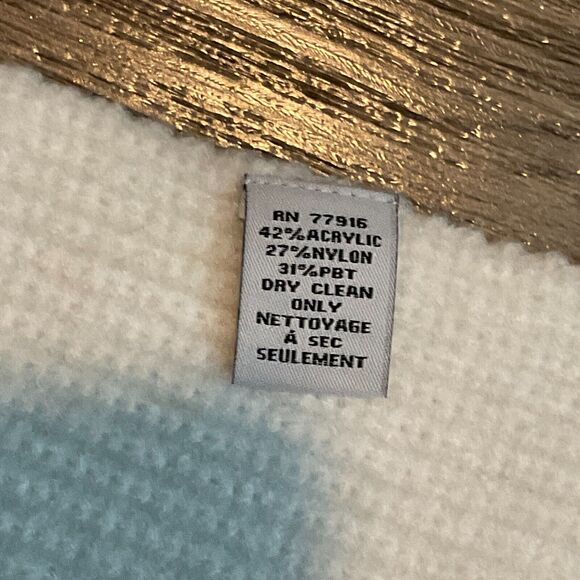 RN 77916
42%ACRYLIC
27%NYLON
31%PBT
DRY CLEAN
ONLY
NETTOYAGE
Á SEC
SEULEMENT